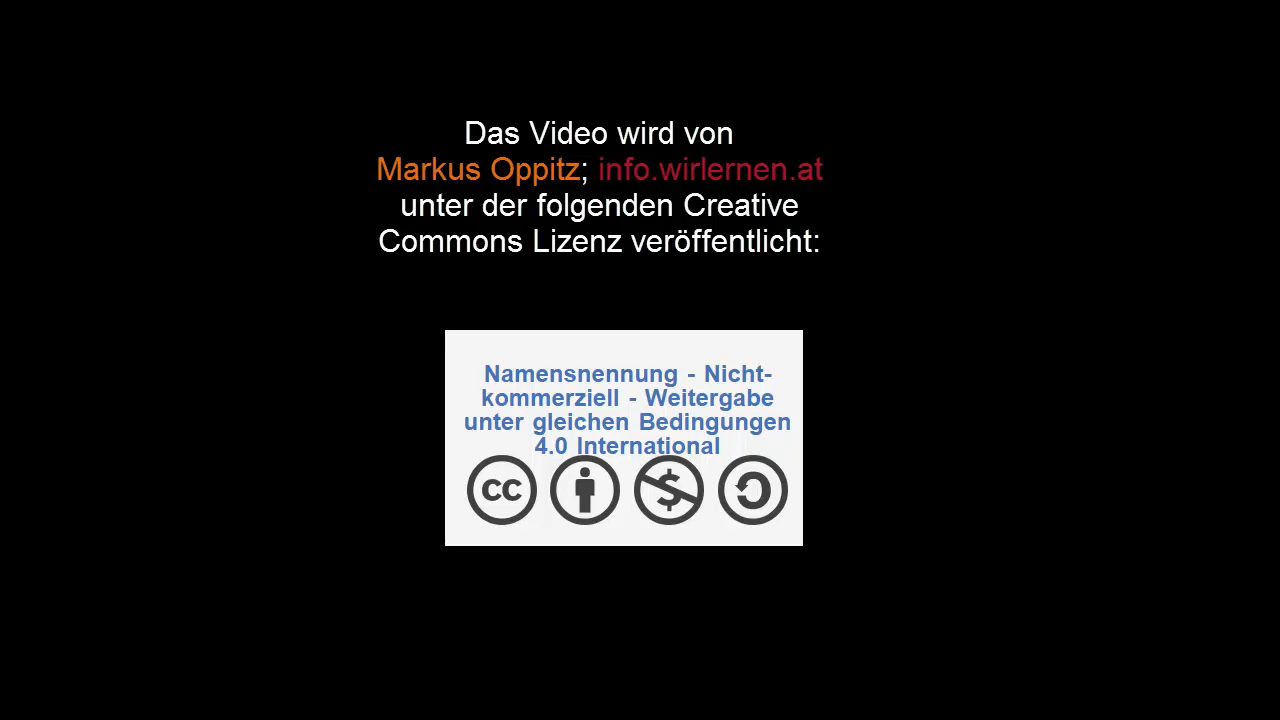 Das Video wird von
Markus Oppitz; info.wirlernen.at
unter der folgenden Creative
Commons Lizenz veröffentlicht:
Namensnennung - Nicht-
kommerziell - Weitergabe
unter gleichen Bedingungen
4.0 International
cc $